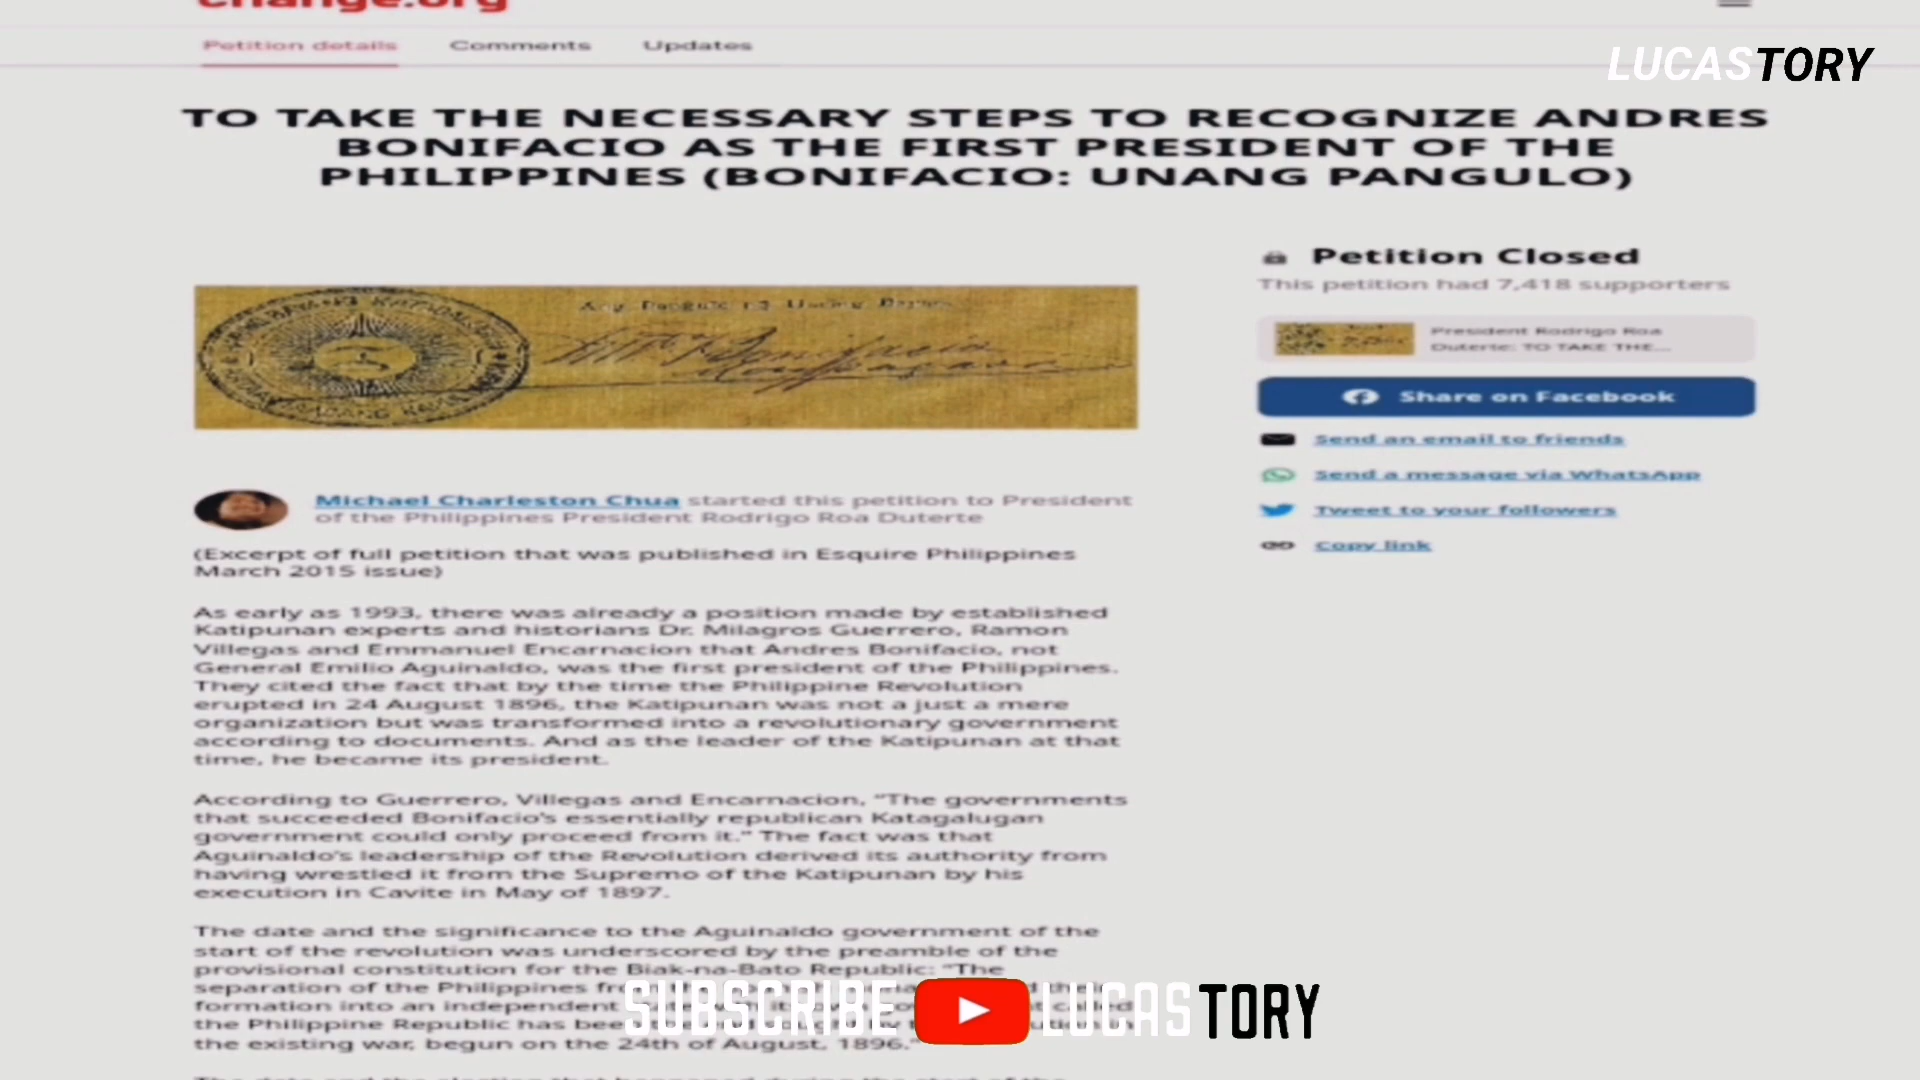 change.org
Petition details Comments Updates
LUCASTORY
TO TAKE THE NECESSARY STEPS TO RECOGNIZE ANDRES
BONIFACIO AS THE FIRST PRESIDENT OF THE
PHILIPPINES (BONIFACIO: UNANG PANGULO)
Petition Closed
This petition had 7,418 supporters
President Rodrigo Roa
Duterte: TO TAKE THE...
Share on Facebook
Send an email to friends
Send a message via WhatsApp
Tweet to your followers
Copy link
Michael Charleston Chua started this petition to President
of the Philippines President Rodrigo Roa Duterte
(Excerpt of full petition that was published in Esquire Philippines
March 2015 issue)
As early as 1993, there was already a position made by established
Katipunan experts and historians Dr. Milagros Guerrero, Ramon
Villegas and Emmanuel Encarnacion that Andres Bonifacio, not
General Emilio Aguinaldo, was the first president of the Philippines.
They cited the fact that by the time the Philippine Revolution
erupted in 24 August 1896, the Katipunan was not a just a mere
organization but was transformed into a revolutionary government
according to documents. And as the leader of the Katipunan at that
time, he became its president.
According to Guerrero, Villegas and Encarnacion, "The governments
that succeeded Bonifacio's essentially republican Katagalugan
government could only proceed from it." The fact was that
Aguinaldo's leadership of the Revolution derived its authority from
having wrestled it from the Supremo of the Katipunan by his
execution in Cavite in May of 1897.
The date and the significance to the Aguinaldo government of the
start of the revolution was underscored by the preamble of the
provisional constitution for the Biak-na-Bato Republic: "The
separation of the Philippines
formation into an independent
the Philippine Republic has been
the existing war, begun on the 24th of August, 1896."
SUBSCRIBE LUCASTORY